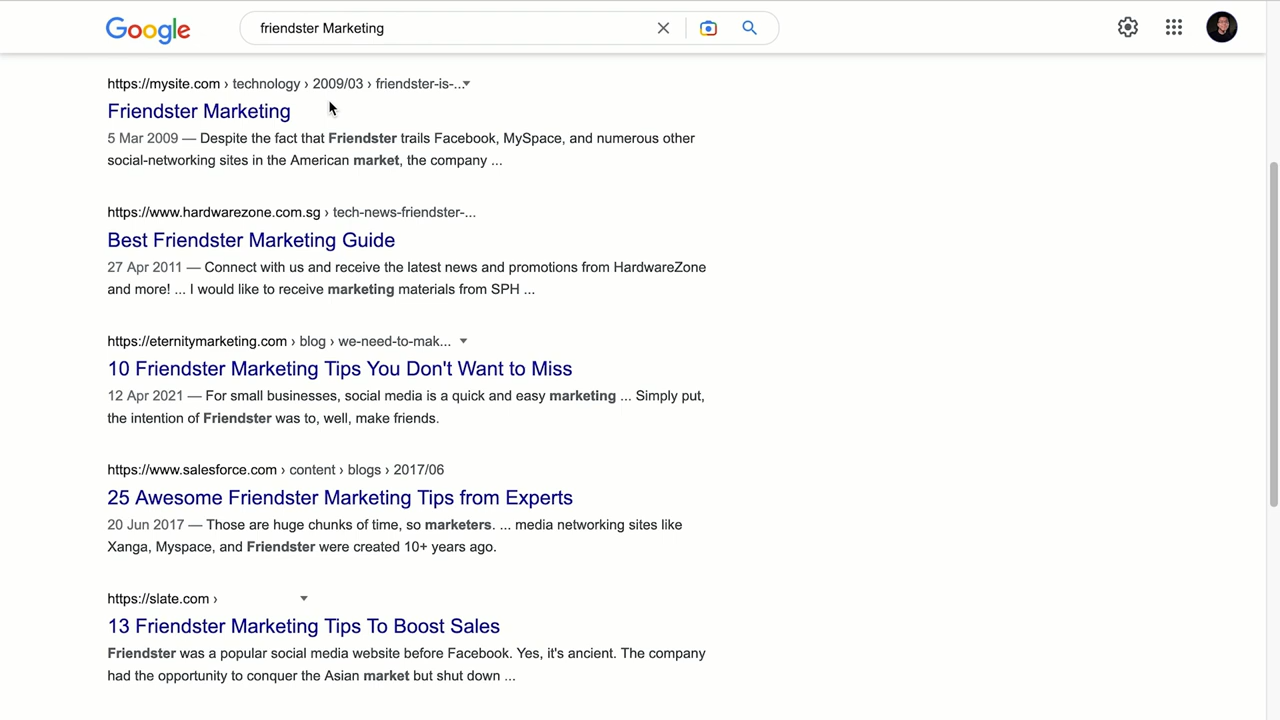 Google
friendster Marketing
https://mysite.com › technology › 2009/03 › friendster-is-...
Friendster Marketing
5 Mar 2009 — Despite the fact that Friendster trails Facebook, MySpace, and numerous other
social-networking sites in the American market, the company ...
https://www.hardwarezone.com.sg › tech-news-friendster-...
Best Friendster Marketing Guide
27 Apr 2011 — Connect with us and receive the latest news and promotions from HardwareZone
and more! ... I would like to receive marketing materials from SPH ...
https://eternitymarketing.com › blog › we-need-to-mak...
10 Friendster Marketing Tips You Don't Want to Miss
12 Apr 2021 — For small businesses, social media is a quick and easy marketing ... Simply put,
the intention of Friendster was to, well, make friends.
https://www.salesforce.com › content › blogs › 2017/06
25 Awesome Friendster Marketing Tips from Experts
20 Jun 2017 — Those are huge chunks of time, so marketers. ... media networking sites like
Xanga, Myspace, and Friendster were created 10+ years ago.
https://slate.com ›
13 Friendster Marketing Tips To Boost Sales
Friendster was a popular social media website before Facebook. Yes, it's ancient. The company
had the opportunity to conquer the Asian market but shut down ...